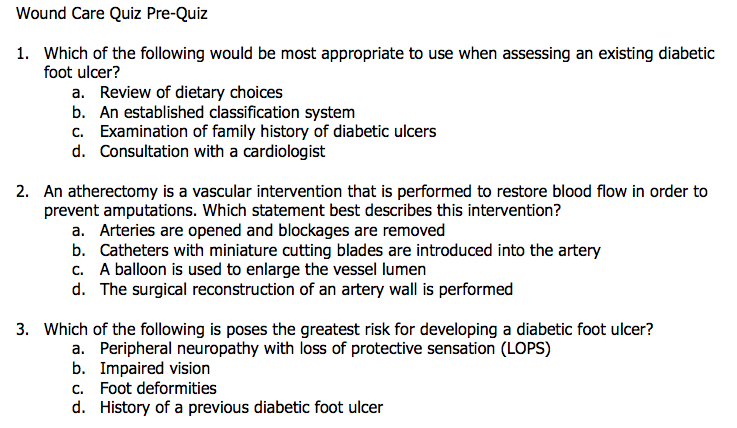 Wound Care Quiz Pre-Quiz
1. Which of the following would be most appropriate to use when assessing an existing diabetic
foot ulcer?
a. Review of dietary choices
b. An established classification system
c. Examination of family history of diabetic ulcers
d. Consultation with a cardiologist
2. An atherectomy is a vascular intervention that is performed to restore blood flow in order to
prevent amputations. Which statement best describes this intervention?
a. Arteries are opened and blockages are removed
b. Catheters with miniature cutting blades are introduced into the artery
c. A balloon is used to enlarge the vessel lumen
d. The surgical reconstruction of an artery wall is performed
3. Which of the following is poses the greatest risk for developing a diabetic foot ulcer?
a. Peripheral neuropathy with loss of protective sensation (LOPS)
b. Impaired vision
c. Foot deformities
d. History of a previous diabetic foot ulcer